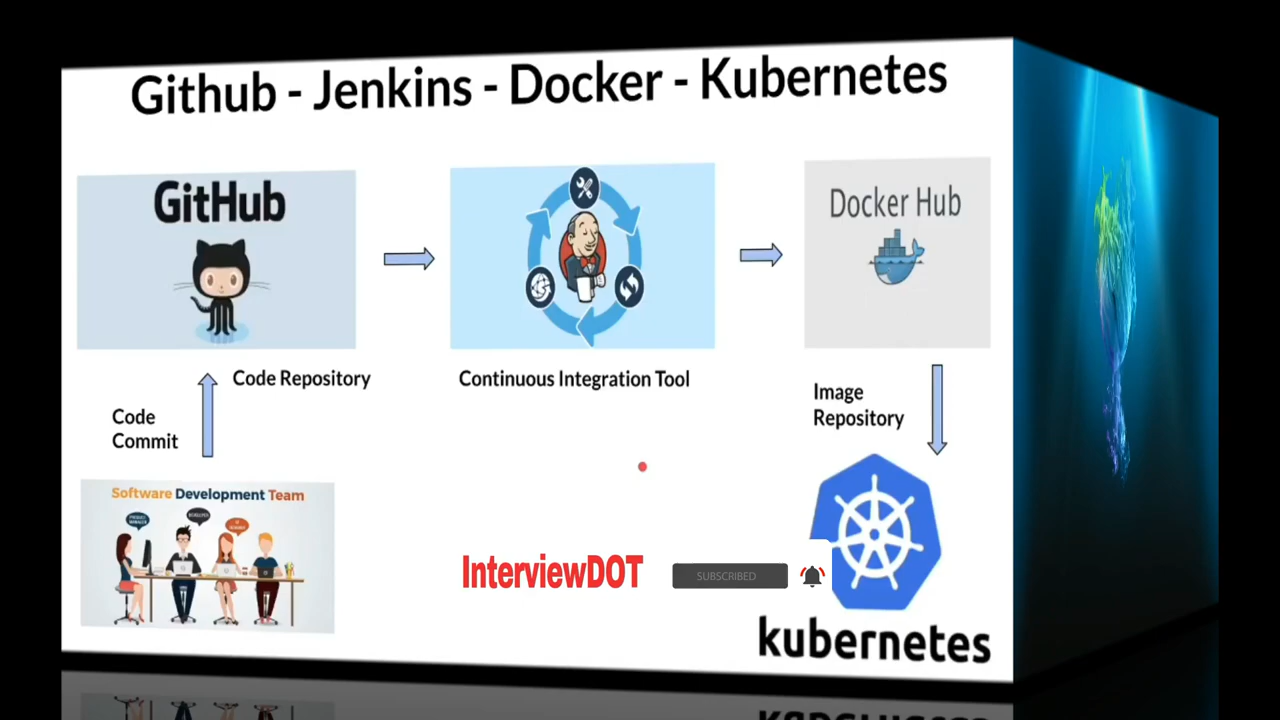 Github - Jenkins - Docker - Kubernetes
GitHub
Docker Hub
Code Repository
Continuous Integration Tool
Image
Repository
Code
Commit
Software Development Team
InterviewDOT
SUBSCRIBED
kubernetes